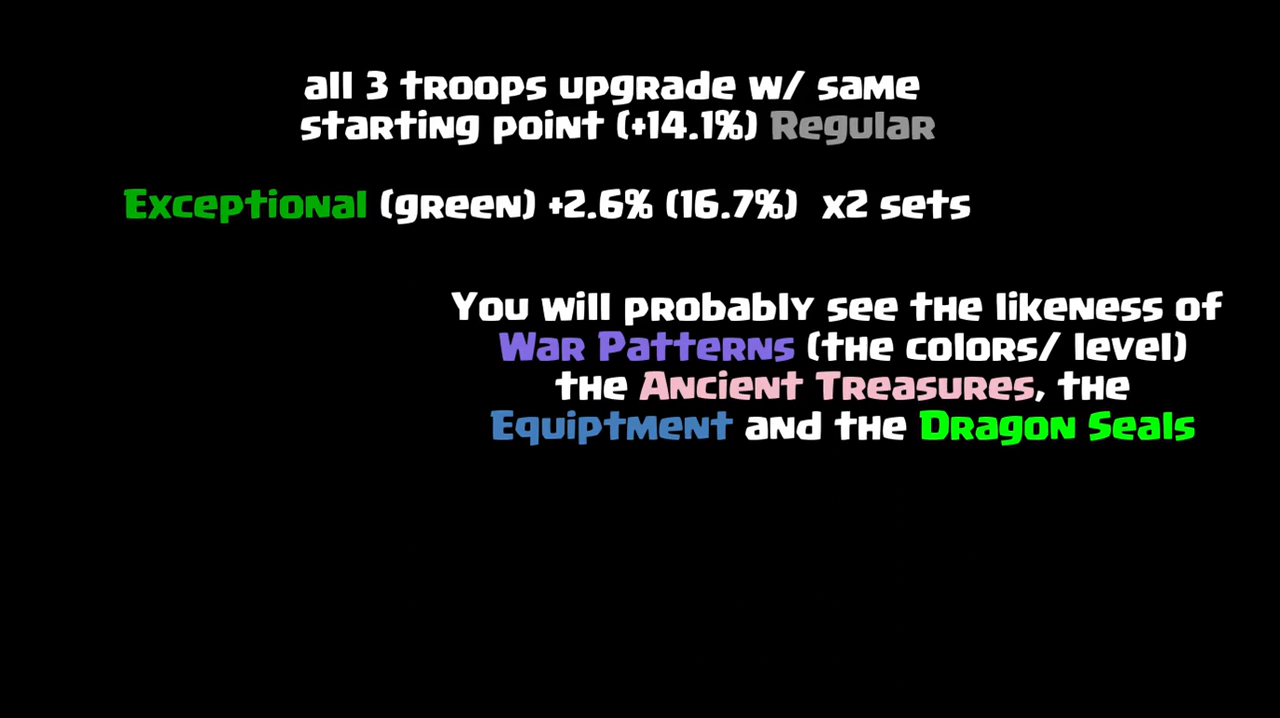 all 3 troops upgrade w/ same
starting point (+14.1%) Regular
Exceptional (green) +2.6% (16.7%) x2 sets
You will probably see the likeness of
War Patterns (the colors/ level)
the Ancient Treasures, the
Equiptment and the Dragon Seals